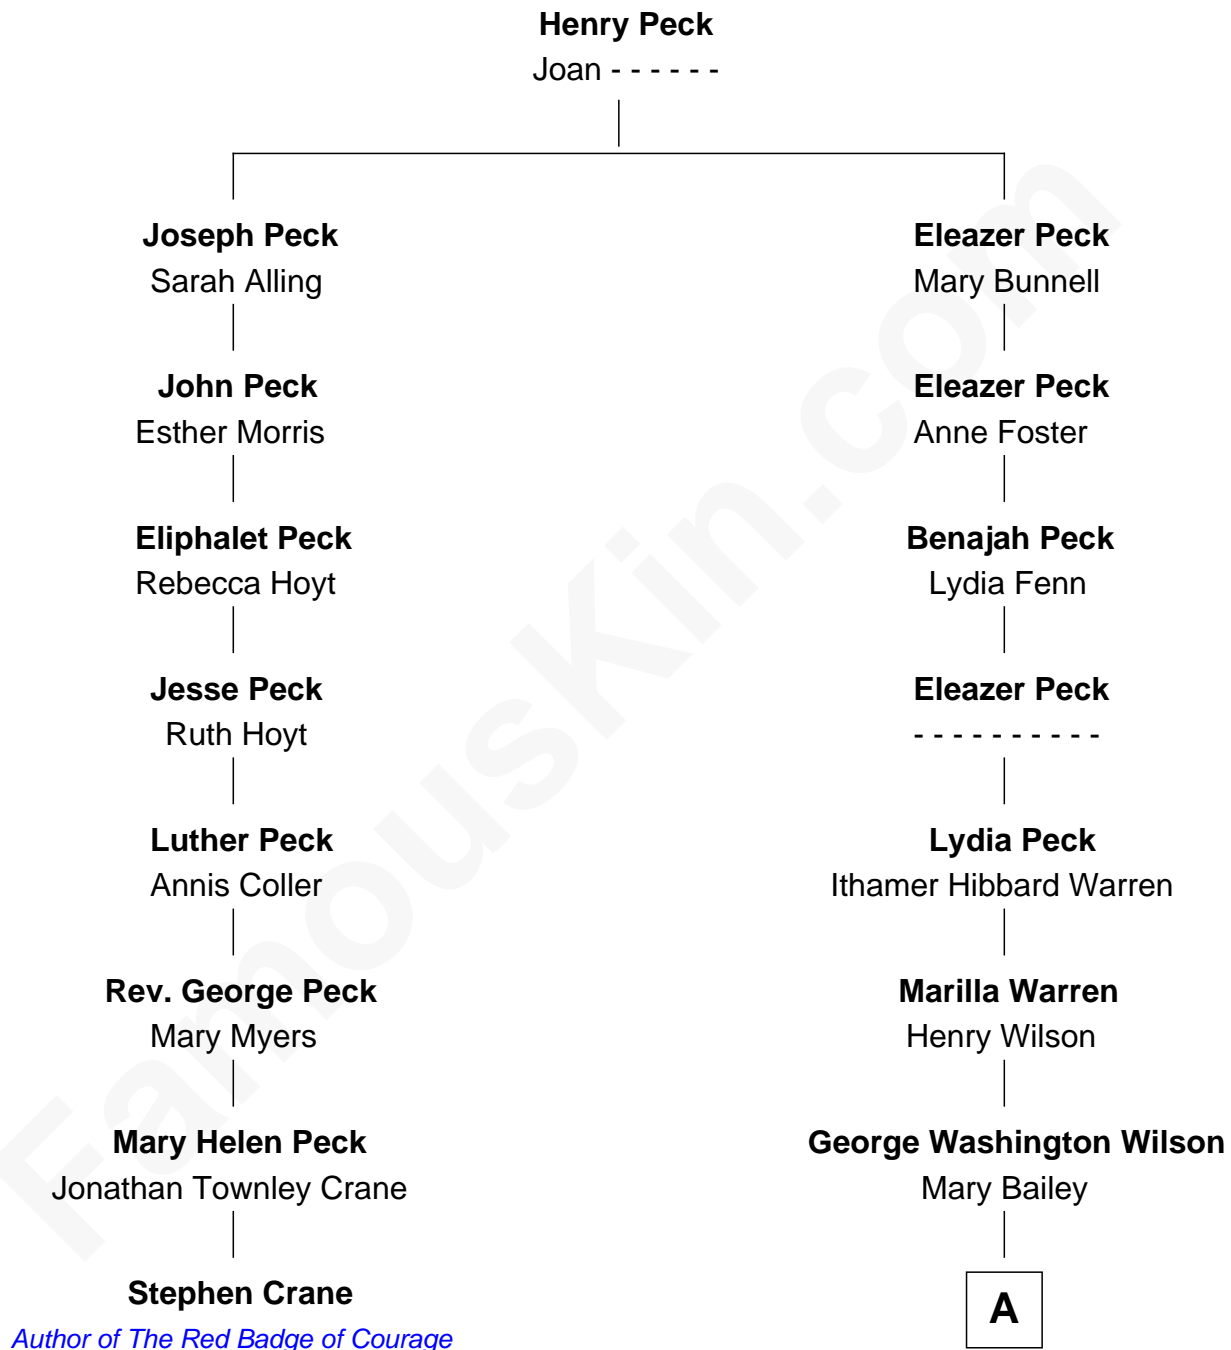 Henry Peck
Joan - - - - - -
Joseph Peck
Sarah Alling
John Peck
Esther Morris
Eliphalet Peck
Rebecca Hoyt
Jesse Peck
Ruth Hoyt
Luther Peck
Annis Coller
Rev. George Peck
Mary Myers
Mary Helen Peck
Jonathan Townley Crane
Stephen Crane
Author of The Red Badge of Courage
Eleazer Peck
Mary Bunnell
Eleazer Peck
Anne Foster
Benajah Peck
Lydia Fenn
Eleazer Peck
- - - - - - - - - -
Lydia Peck
Ithamer Hibbard Warren
Marilla Warren
Henry Wilson
George Washington Wilson
Mary Bailey
A
FamousKin.com